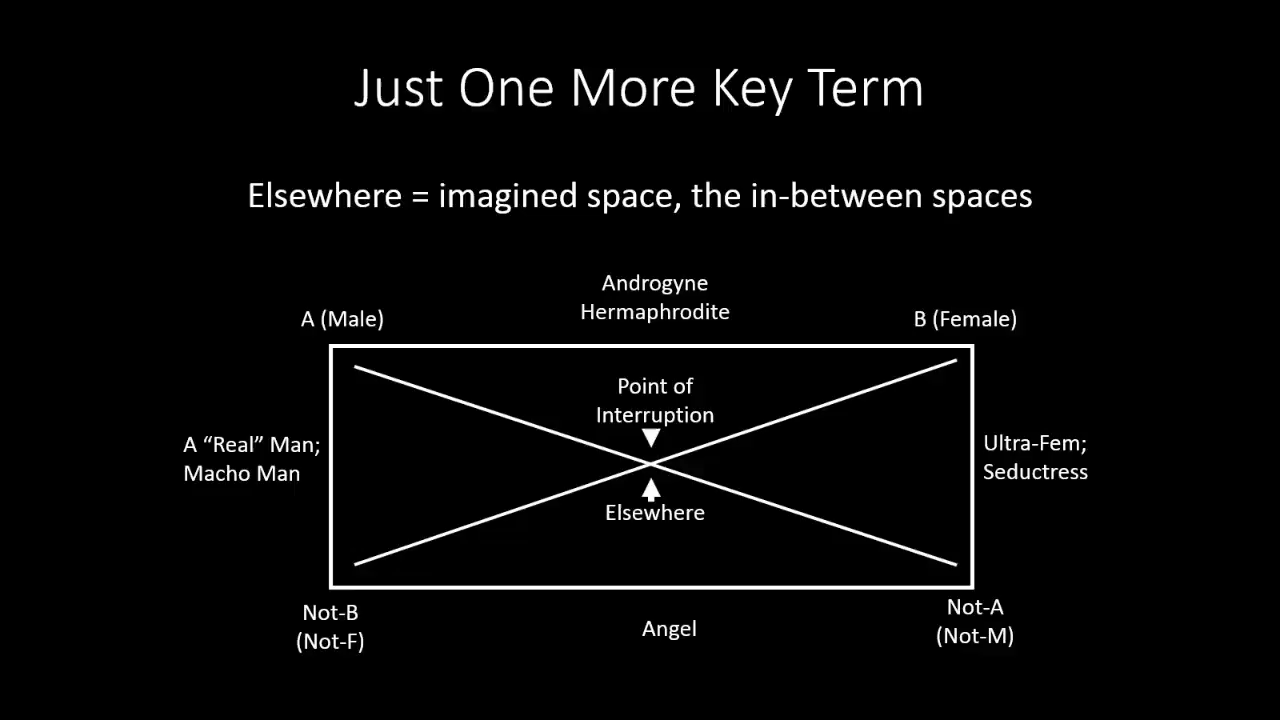 Just One More Key Term
Elsewhere = imagined space, the in-between spaces
Androgyne
Hermaphrodite
A (Male)
B (Female)
Point of
Interruption
A “Real” Man;
Macho Man
Ultra-Fem;
Seductress
Elsewhere
Not-B
(Not-F)
Angel
Not-A
(Not-M)